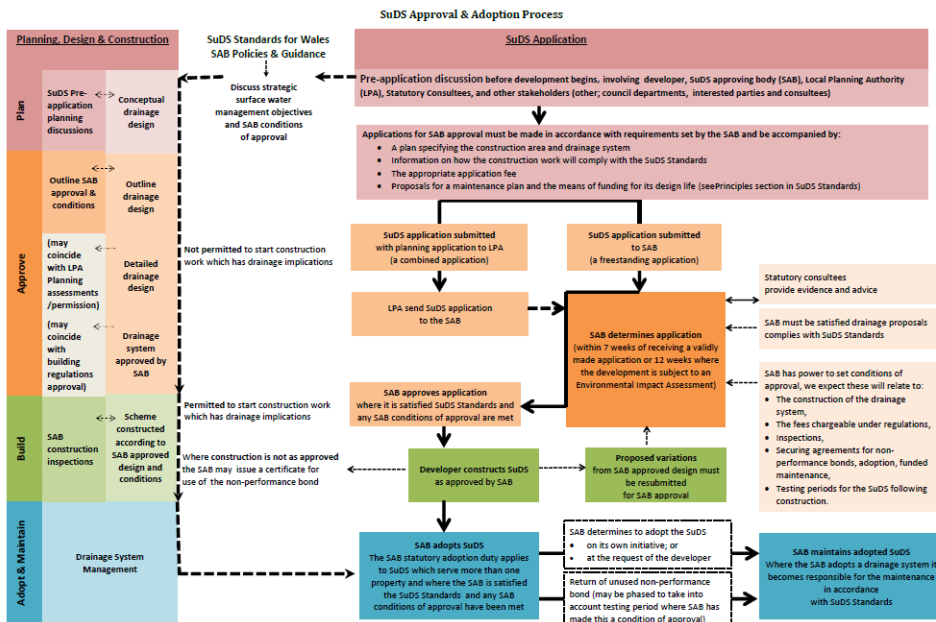 SuDS Approval & Adoption Process
Planning, Design & Construction
SuDS Standards for Wales
SAB Policies & Guidance
SuDS Application
Plan
SuDS Pre-
application
planning
discussions
Conceptual
drainage
design
Discuss strategic
surface water
management objectives
and SAB conditions
of approval
Pre-application discussion before development begins, involving developer, SuDS approving body (SAB), Local Planning Authority
(LPA), Statutory Consultees, and other stakeholders (other; council departments, interested parties and consultees)
Applications for SAB approval must be made in accordance with requirements set by the SAB and be accompanied by:
• A plan specifying the construction area and drainage system
• Information on how the construction work will comply with the SuDS Standards
• The appropriate application fee
• Proposals for a maintenance plan and the means of funding for its design life (seePrinciples section in SuDS Standards)
Approve
Outline SAB
approval &
conditions
Outline
drainage
design
(may
coincide
with LPA
Planning
assessments
/permission)
Detailed
drainage
design
(may
coincide
with
building
regulations
approval)
Drainage
system
approved by
SAB
Not permitted to start construction
work which has drainage implications
SuDS application submitted
with planning application to LPA
(a combined application)
SuDS application submitted
to SAB
(a freestanding application)
LPA send SuDS application
to the SAB
SAB determines application
(within 7 weeks of receiving a validly
made application or 12 weeks where
the development is subject to an
Environmental Impact Assessment)
Statutory consultees
provide evidence and advice
SAB must be satisfied drainage proposals
complies with SuDS Standards
SAB has power to set conditions of
approval, we expect these will relate to:
• The construction of the drainage
system,
• The fees chargeable under regulations,
• Inspections,
• Securing agreements for non-
performance bonds, adoption, funded
maintenance,
• Testing periods for the SuDS following
construction.
SAB approves application
where it is satisfied SuDS Standards and
any SAB conditions of approval are met
Build
SAB
construction
inspections
Scheme
constructed
according to
SAB approved
design and
conditions
Permitted to start construction work
which has drainage implications
Where construction is not as approved
the SAB may issue a certificate for
use of the non-performance bond
Developer constructs SuDS
as approved by SAB
Proposed variations
from SAB approved design must
be resubmitted
for SAB approval
Adopt & Maintain
Drainage System
Management
SAB adopts SuDS
The SAB statutory adoption duty applies
to SuDS which serve more than one
property and where the SAB is satisfied
the SuDS Standards and any SAB
conditions of approval have been met
SAB determines to adopt the SuDS
• on its own initiative; or
• at the request of the developer
Return of unused non-performance
bond (may be phased to take into
account testing period where SAB has
made this a condition of approval)
SAB maintains adopted SuDS
Where the SAB adopts a drainage system it
becomes responsible for the maintenance
in accordance
with SuDS Standards